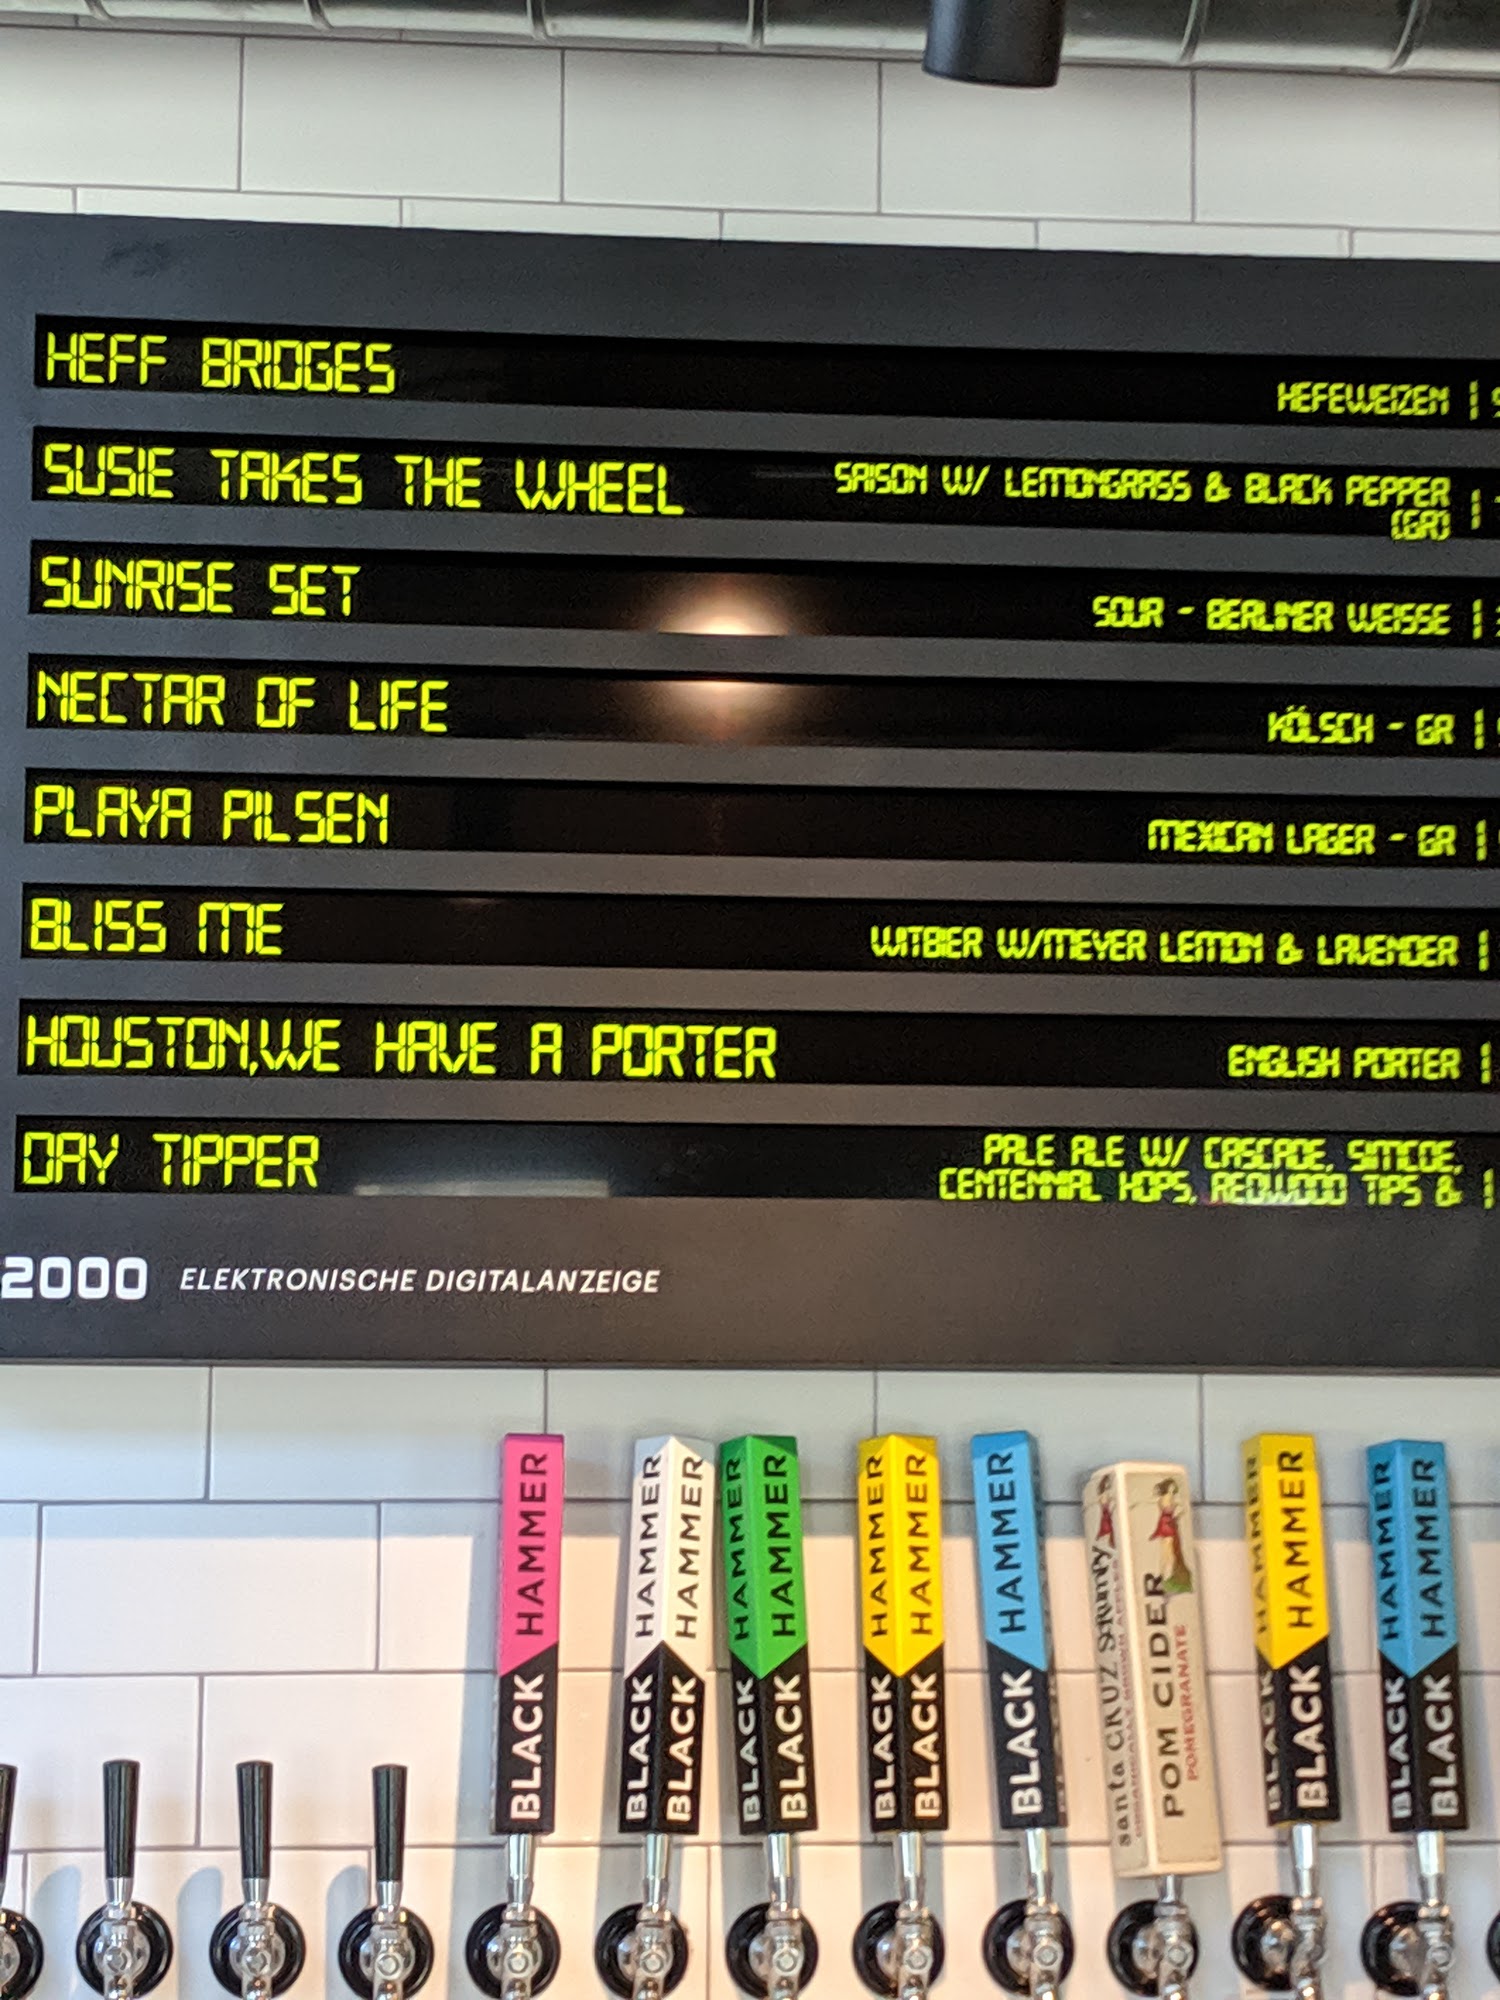 HEFF BRIDGES HEFEWEIZEN |
SUSIE TAKES THE WHEEL SAISON W/ LEMONGRASS & BLACK PEPPER |
(GR)
SUNRISE SET SOUR - BERLINER WEISSE |
NECTAR OF LIFE KÖLSCH - GR |
PLAYA PILSEN MEXICAN LAGER - GR |
BLISS ME WITBIER W/MEYER LEMON & LAVENDER |
HOUSTON,WE HAVE A PORTER ENGLISH PORTER |
DAY TIPPER PALE ALE W/ CASCADE, SIMCOE,
CENTENNIAL HOPS, REDWOOD TIPS & |
2000 ELEKTRONISCHE DIGITALANZEIGE
BLACK HAMMER
BLACK HAMMER
BLACK HAMMER
BLACK HAMMER
BLACK HAMMER
BLACK HAMMER
BLACK HAMMER
BLACK HAMMER
BLACK HAMMER
santa CRUZ Scrumpy
POM CIDER
POMEGRANATE
BLACK HAMMER
BLACK HAMMER
BLACK HAMMER
BLACK HAMMER